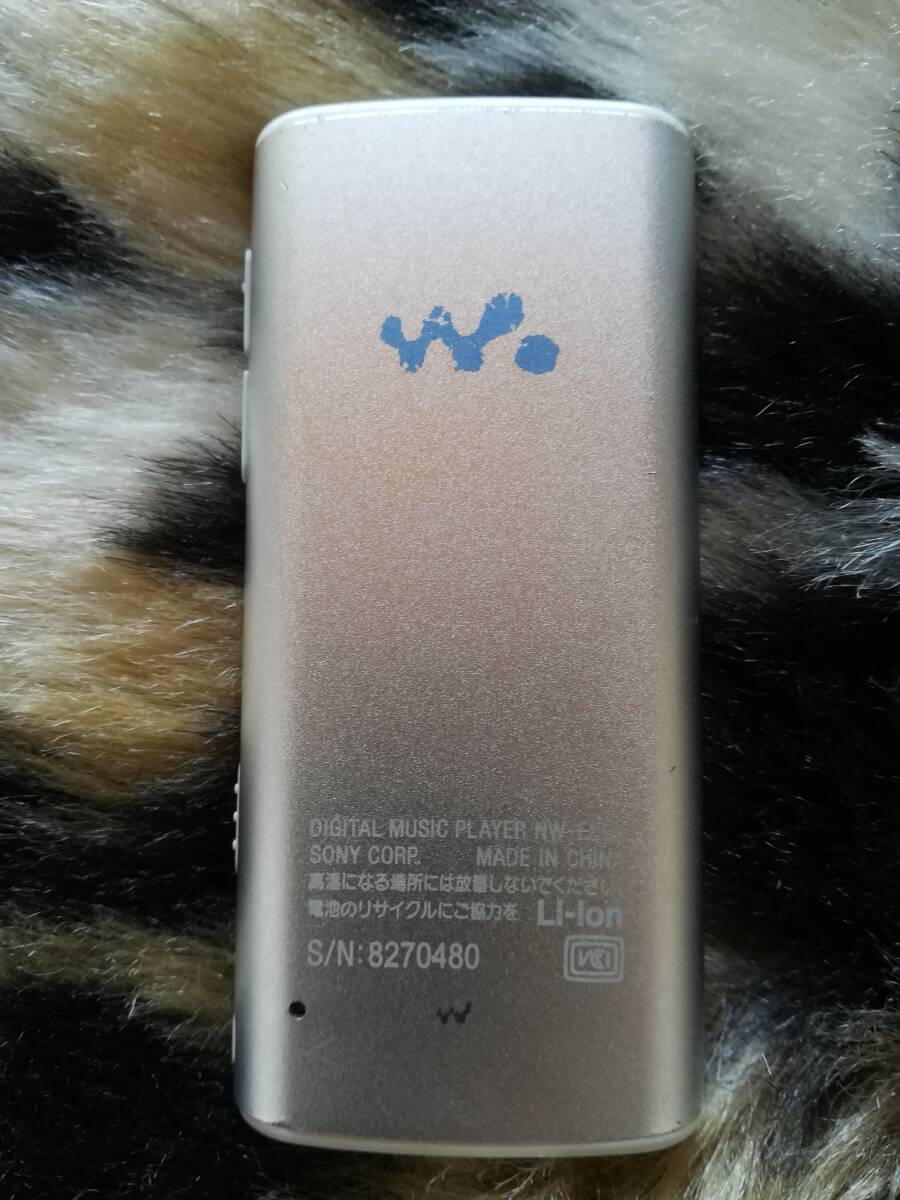 W.
DIGITAL MUSIC PLAYER NW-
SONY CORP. MADE IN CHINA
高温になる場所には放置しないでください
電池のリサイクルにご協力を Li-Ion
S/N:8270480
VCI
W